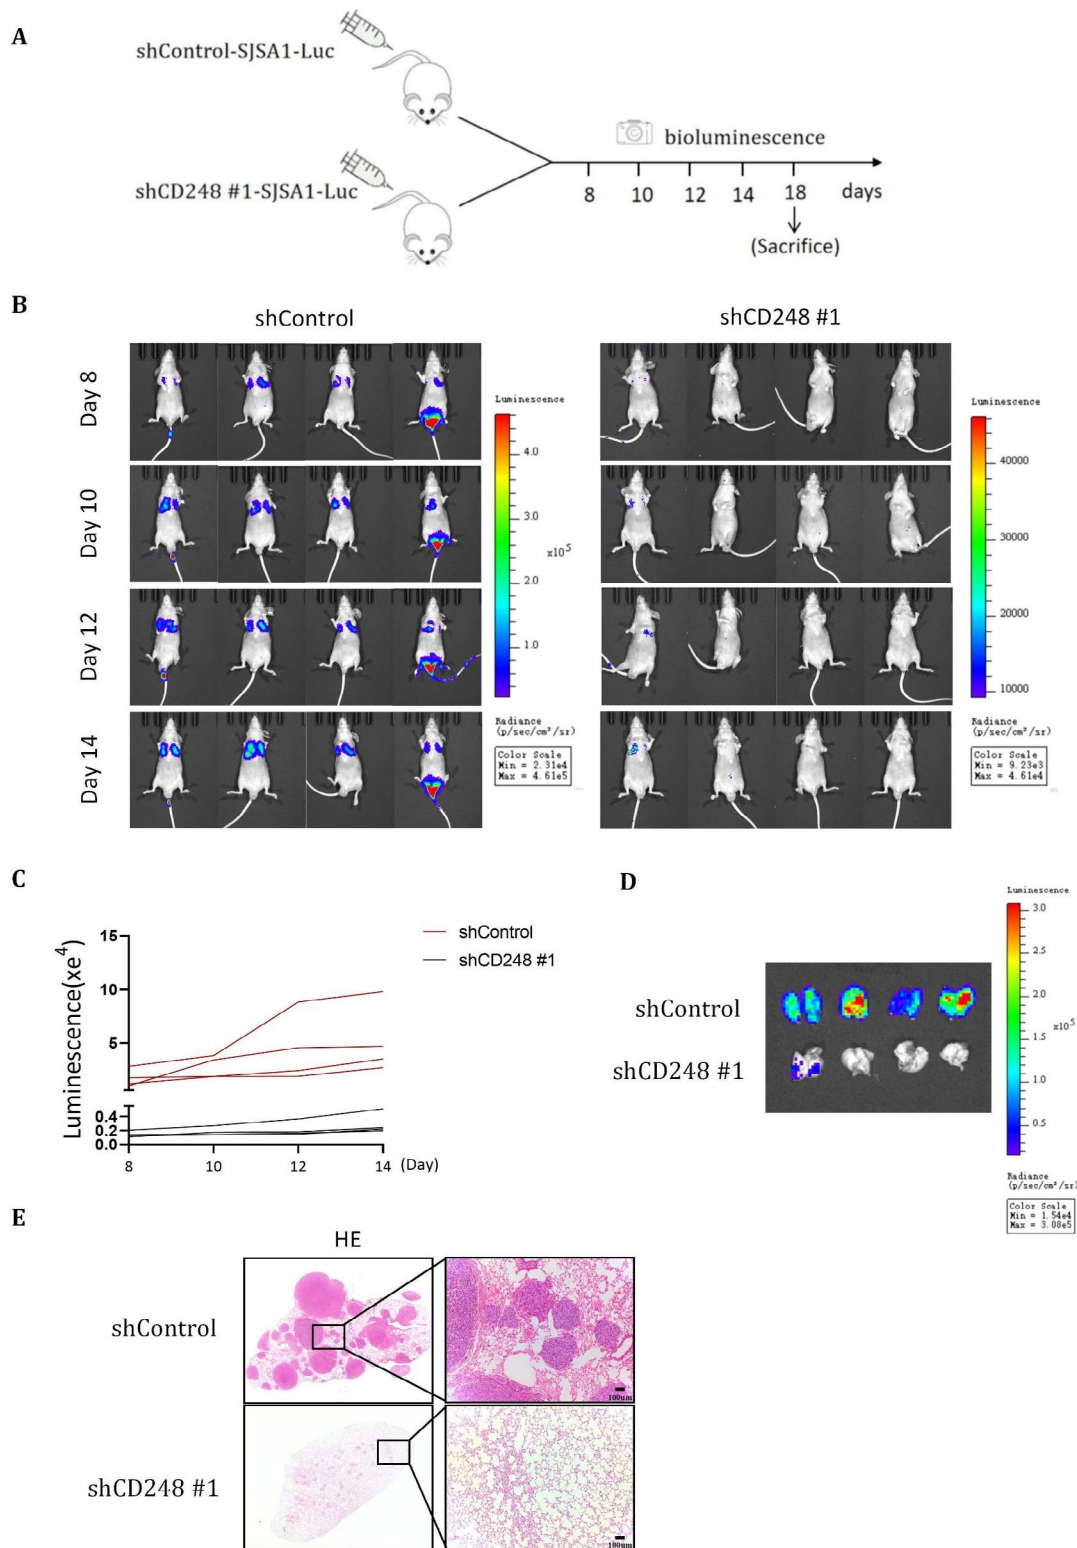 A
shControl-SJSA1-Luc
shCD248 #1-SJSA1-Luc
bioluminescence
8 10 12 14 18 days
(Sacrifice)
B
shControl
shCD248 #1
Day 8
Day 10
Day 12
Day 14
Luminescence
4.0
3.0
x10⁵
2.0
1.0
Radiance
(p/sec/cm²/sr)
Color Scale
Min = 2.31e4
Max = 4.61e5
Luminescence
40000
30000
20000
10000
Radiance
(p/sec/cm²/sr)
Color Scale
Min = 9.23e3
Max = 4.61e4
C
Luminescence(xe⁴)
15
10
5
0.4
0.2
0.0
8 10 12 14 (Day)
shControl
shCD248 #1
D
shControl
shCD248 #1
Luminescence
3.0
2.5
2.0
x10⁵
1.5
1.0
0.5
Radiance
(p/sec/cm²/sr)
Color Scale
Min = 1.54e4
Max = 3.08e5
E
HE
shControl
100um
shCD248 #1
100um